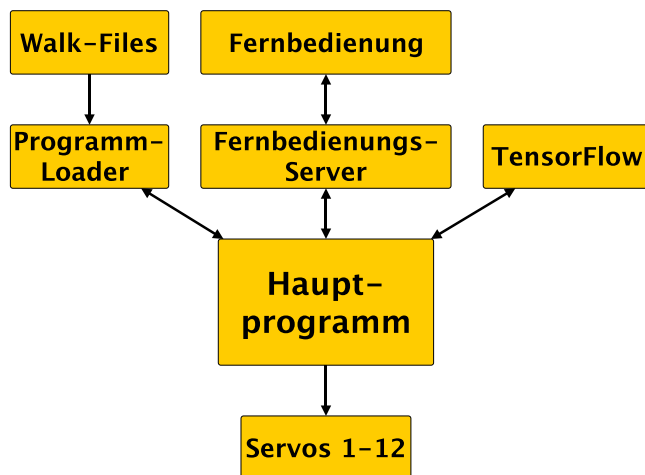 Walk-Files
Fernbedienung
Programm-
Loader
Fernbedienungs-
Server
TensorFlow
Haupt-
programm
Servos 1-12